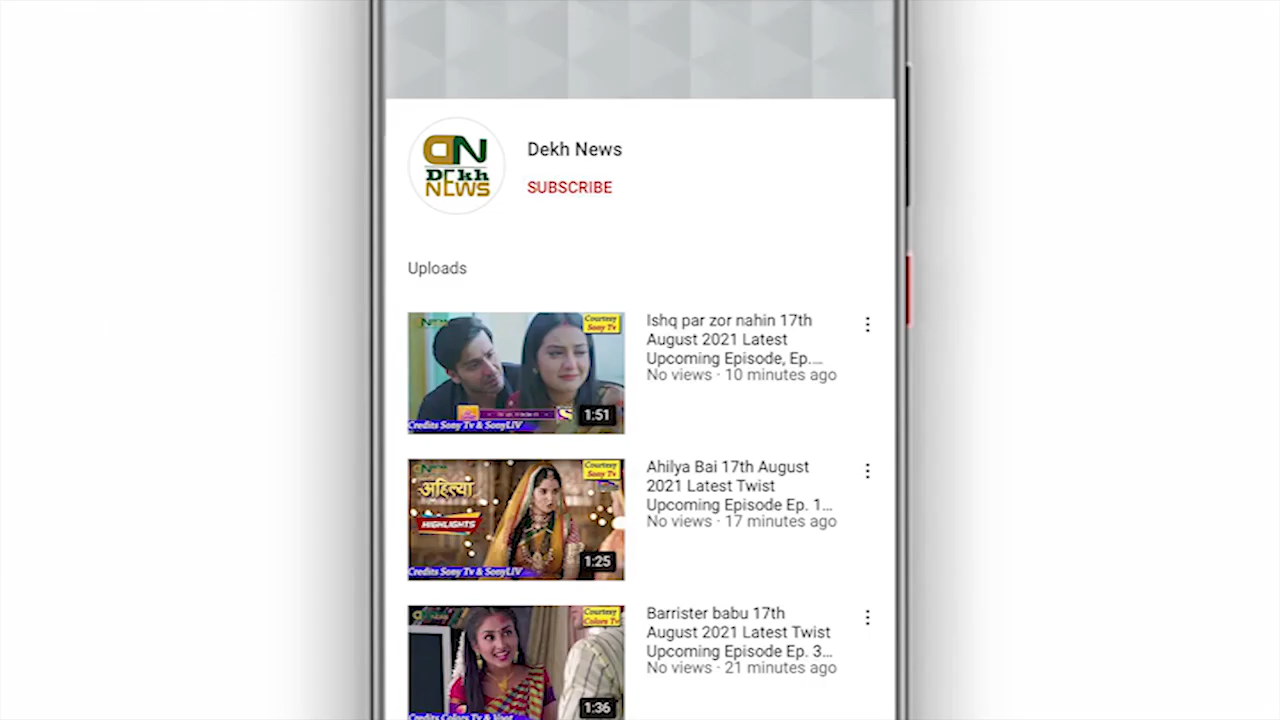 DN
Dekh
NEWS
Dekh News
SUBSCRIBE
Uploads
Courtesy
Sony Tv
Credits Sony Tv & SonyLIV
1:51
Ishq par zor nahin 17th
August 2021 Latest
Upcoming Episode, Ep....
No views · 10 minutes ago
Courtesy
Sony Tv
अहिल्या
HIGHLIGHTS
Credits Sony Tv & SonyLIV
1:25
Ahilya Bai 17th August
2021 Latest Twist
Upcoming Episode Ep. 1...
No views · 17 minutes ago
Courtesy
Colors Tv
Credits Colors Tv & Voot
1:36
Barrister babu 17th
August 2021 Latest Twist
Upcoming Episode Ep. 3...
No views · 21 minutes ago